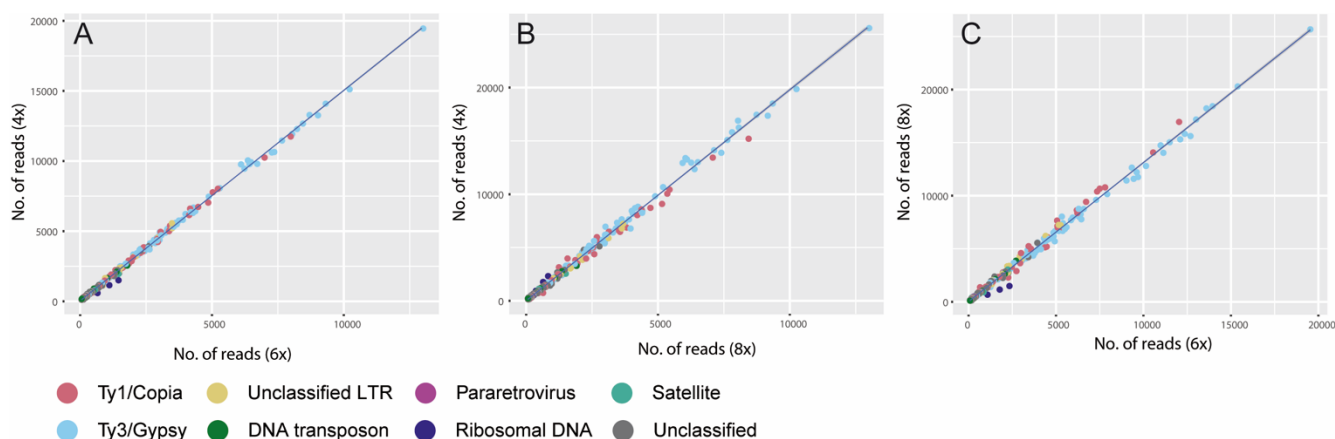 A
20000
15000
10000
5000
0
No. of reads (4x)
0
5000
10000
No. of reads (6x)
B
20000
10000
0
No. of reads (4x)
0
5000
10000
No. of reads (8x)
C
20000
10000
0
No. of reads (8x)
0
5000
10000
15000
20000
No. of reads (6x)
Ty1/Copia Unclassified LTR Pararetrovirus Satellite
Ty3/Gypsy DNA transposon Ribosomal DNA Unclassified